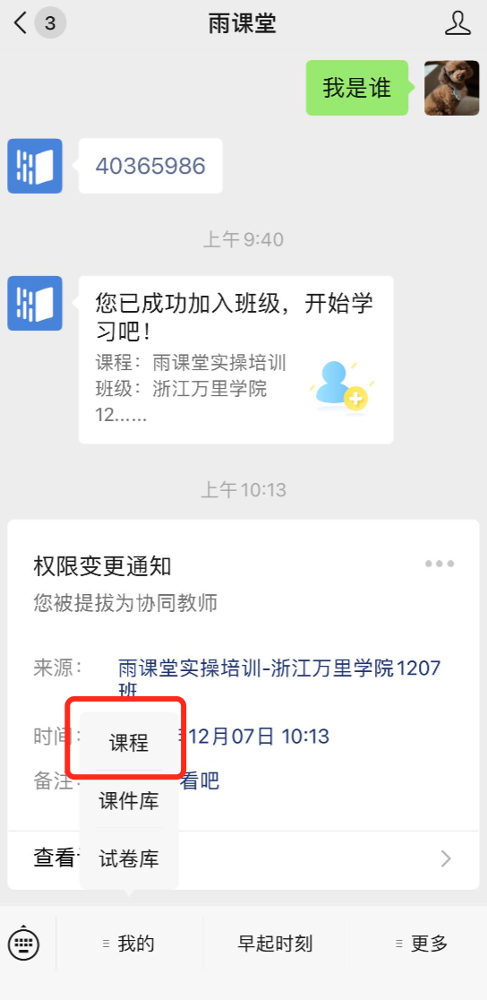 3
雨课堂
我是谁
40365986
上午9:40
您已成功加入班级，开始学
习吧！
课程：雨课堂实操培训
班级：浙江万里学院
12……
上午10:13
权限变更通知
您被提拔为协同教师
来源：
雨课堂实操培训-浙江万里学院1207
班
时间：
12月07日 10:13
课程
备注：
看吧
课件库
查看
试卷库
我的
早起时刻
更多